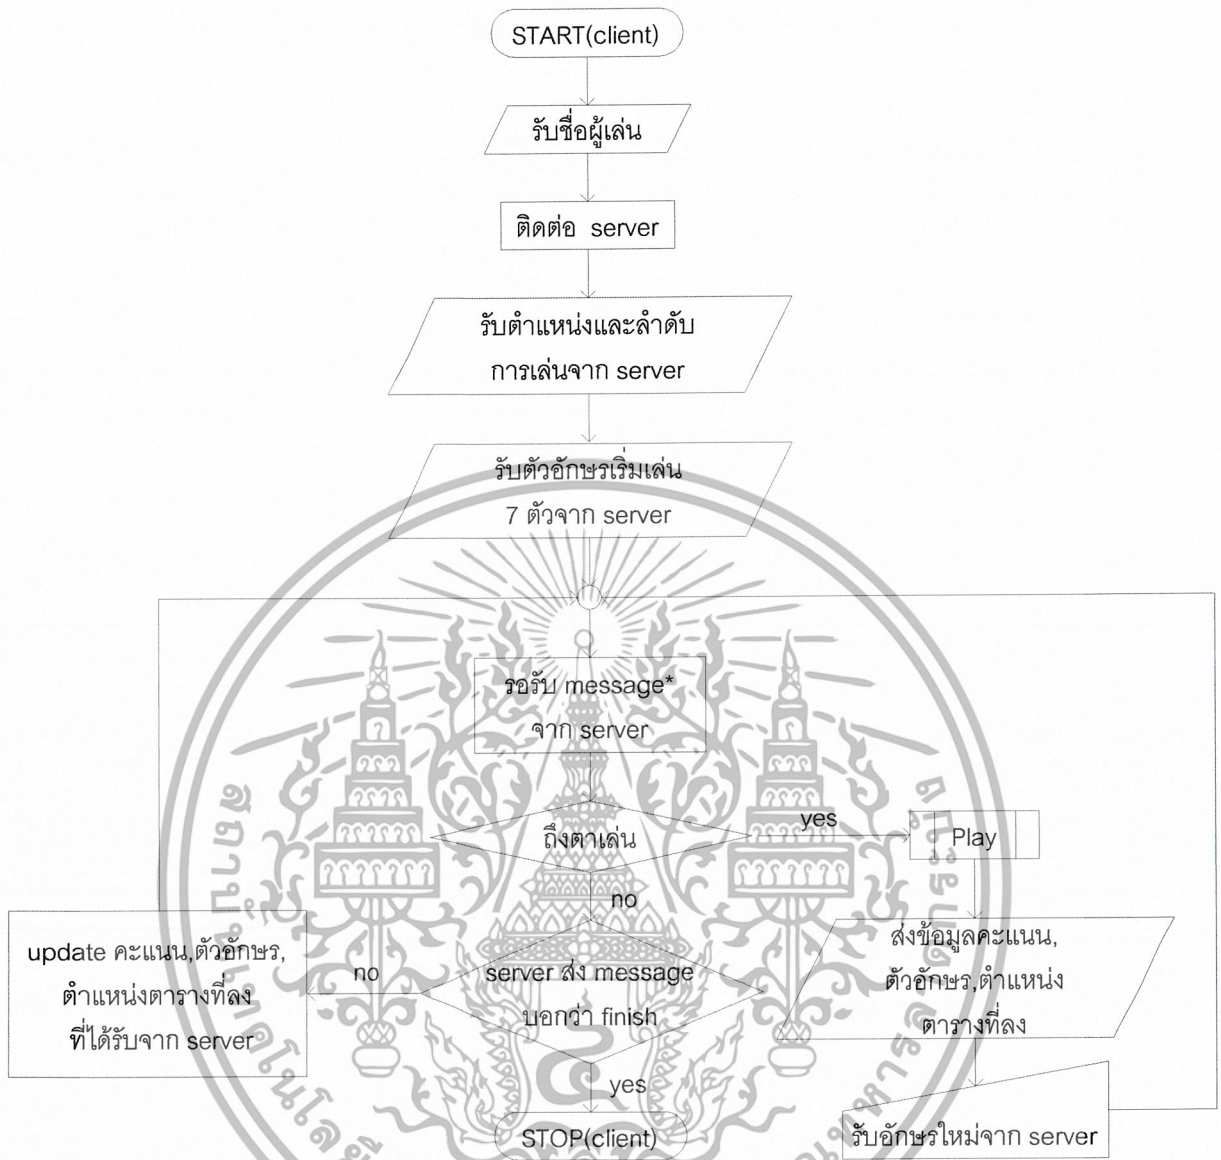 START(client)
รับชื่อผู้เล่น
ติดต่อ server
รับตำแหน่งและลำดับ
การเล่นจาก server
รับตัวอักษรเริ่มเล่น
7 ตัวจาก server
รอรับ message*
จาก server
ถึงตาเล่น
yes
Play
no
ส่งข้อมูลคะแนน,
ตัวอักษร,ตำแหน่ง
ตารางที่ลง
server ส่ง message
บอกว่า finish
no
update คะแนน,ตัวอักษร,
ตำแหน่งตารางที่ลง
ที่ได้รับจาก server
yes
STOP(client)
รับอักษรใหม่จาก server